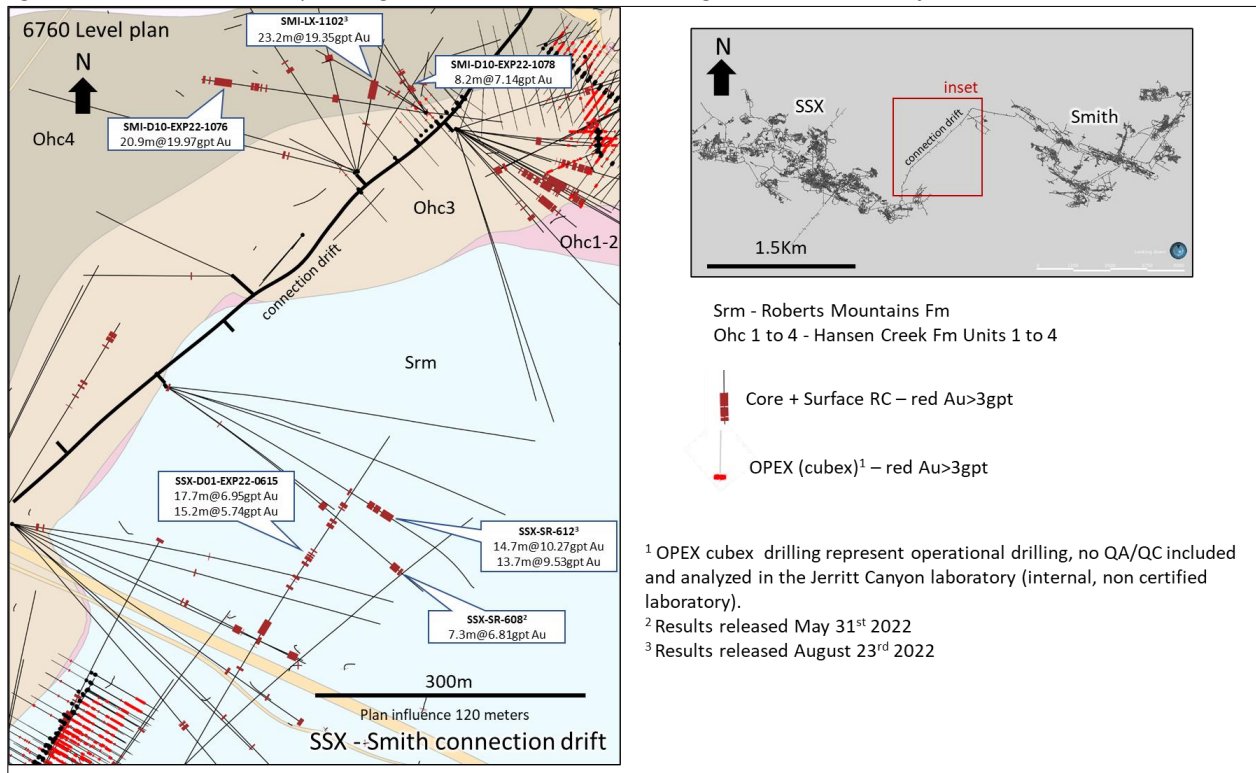 6760 Level plan
N
SMI-LX-1102³
23.2m@19.35gpt Au
SMI-D10-EXP22-1078
8.2m@7.14gpt Au
SMI-D10-EXP22-1076
20.9m@19.97gpt Au
Ohc4
Ohc3
Ohc1-2
connection drift
Srm
SSX-D01-EXP22-0615
17.7m@6.95gpt Au
15.2m@5.74gpt Au
SSX-SR-612³
14.7m@10.27gpt Au
13.7m@9.53gpt Au
SSX-SR-608²
7.3m@6.81gpt Au
300m
Plan influence 120 meters
SSX - Smith connection drift
N
inset
SSX
Smith
connection drift
1.5Km
Srm - Roberts Mountains Fm
Ohc 1 to 4 - Hansen Creek Fm Units 1 to 4
Core + Surface RC – red Au>3gpt
OPEX (cubex)¹ – red Au>3gpt
¹ OPEX cubex drilling represent operational drilling, no QA/QC included
and analyzed in the Jerritt Canyon laboratory (internal, non certified
laboratory).
² Results released May 31st 2022
³ Results released August 23rd 2022